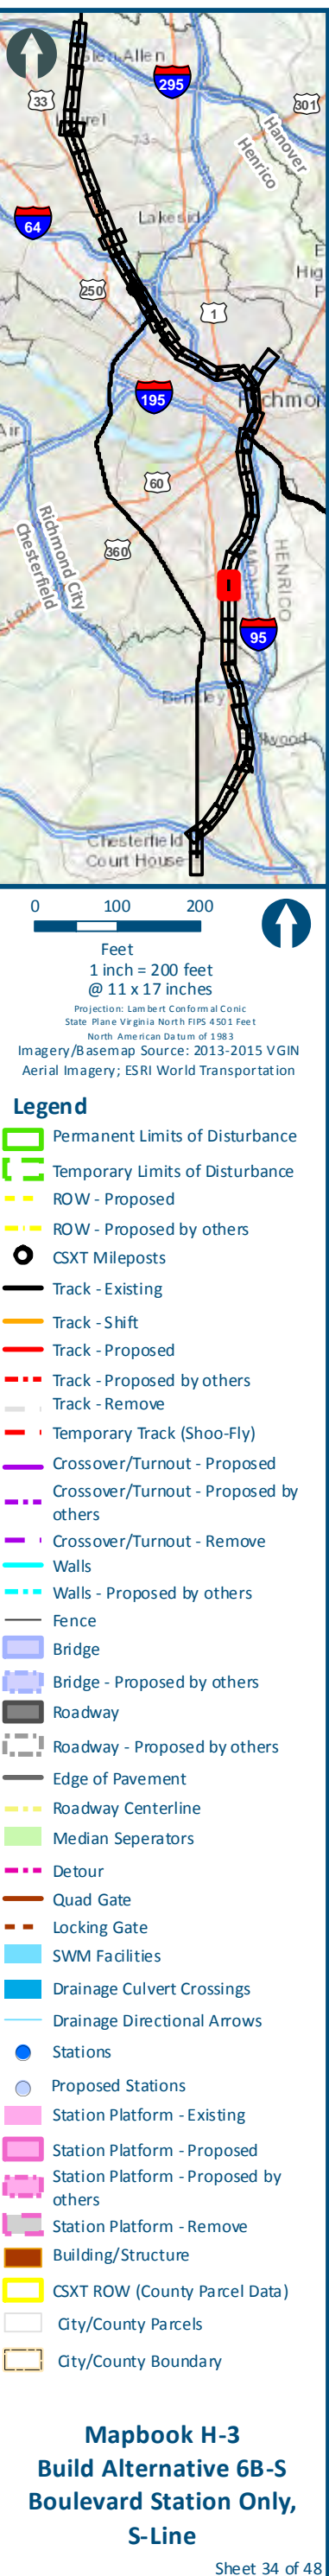 Glen Allen
295
33
301
Hanover
Henrico
64
Lakesid
250
1
195
Richmo
60
360
Richmond City
Chesterfield
HENRICO
95
Chesterfield
Court House
0 100 200
Feet
1 inch = 200 feet
@ 11 x 17 inches
Projection: Lambert Conformal Conic
State Plane Virginia North FIPS 4501 Feet
North American Datum of 1983
Imagery/Basemap Source: 2013-2015 VGIN
Aerial Imagery; ESRI World Transportation
Legend
Permanent Limits of Disturbance
Temporary Limits of Disturbance
ROW - Proposed
ROW - Proposed by others
CSXT Mileposts
Track - Existing
Track - Shift
Track - Proposed
Track - Proposed by others
Track - Remove
Temporary Track (Shoo-Fly)
Crossover/Turnout - Proposed
Crossover/Turnout - Proposed by
others
Crossover/Turnout - Remove
Walls
Walls - Proposed by others
Fence
Bridge
Bridge - Proposed by others
Roadway
Roadway - Proposed by others
Edge of Pavement
Roadway Centerline
Median Seperators
Detour
Quad Gate
Locking Gate
SWM Facilities
Drainage Culvert Crossings
Drainage Directional Arrows
Stations
Proposed Stations
Station Platform - Existing
Station Platform - Proposed
Station Platform - Proposed by
others
Station Platform - Remove
Building/Structure
CSXT ROW (County Parcel Data)
City/County Parcels
City/County Boundary
Mapbook H-3
Build Alternative 6B-S
Boulevard Station Only,
S-Line
Sheet 34 of 48